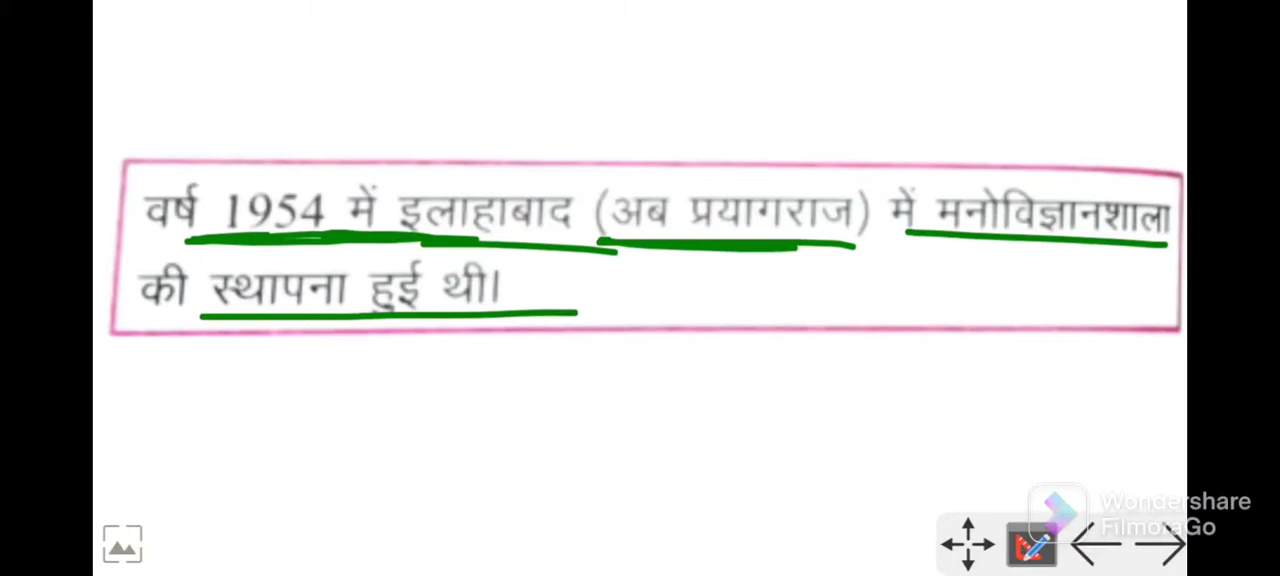 वर्ष 1954 में इलाहाबाद (अब प्रयागराज) में मनोविज्ञानशाला
की स्थापना हुई थी।
Wondershare
FilmoraGo